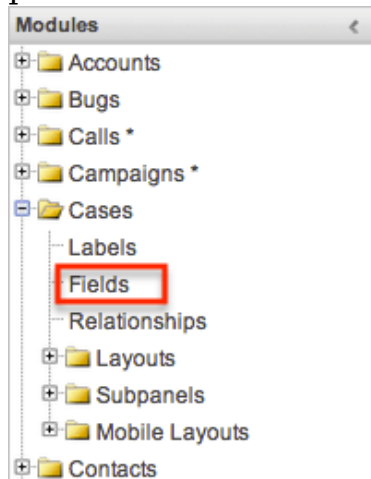 Modules
Accounts
Bugs
Calls *
Campaigns *
Cases
Labels
Fields
Relationships
Layouts
Subpanels
Mobile Layouts
Contacts